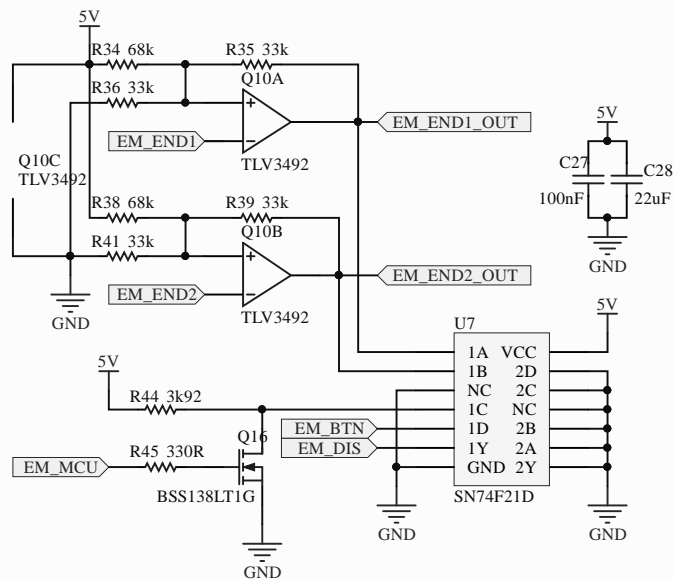 5V
R34 68k
R35 33k
Q10A
R36 33k
EM_END1
EM_END1_OUT
TLV3492
Q10C
TLV3492
5V
C27
C28
100nF
22uF
GND
R38 68k
R39 33k
Q10B
R41 33k
EM_END2
EM_END2_OUT
GND
TLV3492
5V
U7
1A VCC
1B 2D
NC 2C
1C NC
1D 2B
1Y 2A
GND 2Y
SN74F21D
5V
R44 3k92
EM_BTN
EM_DIS
EM_MCU
R45 330R
Q16
BSS138LT1G
GND
GND
GND